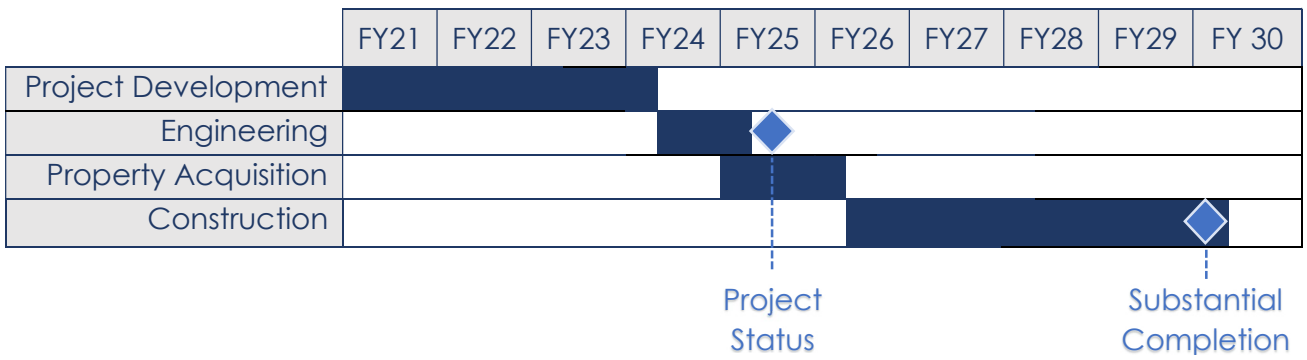 FY21 FY22 FY23 FY24 FY25 FY26 FY27 FY28 FY29 FY 30
Project Development
Engineering
Property Acquisition
Construction
Project Substantial
Status Completion